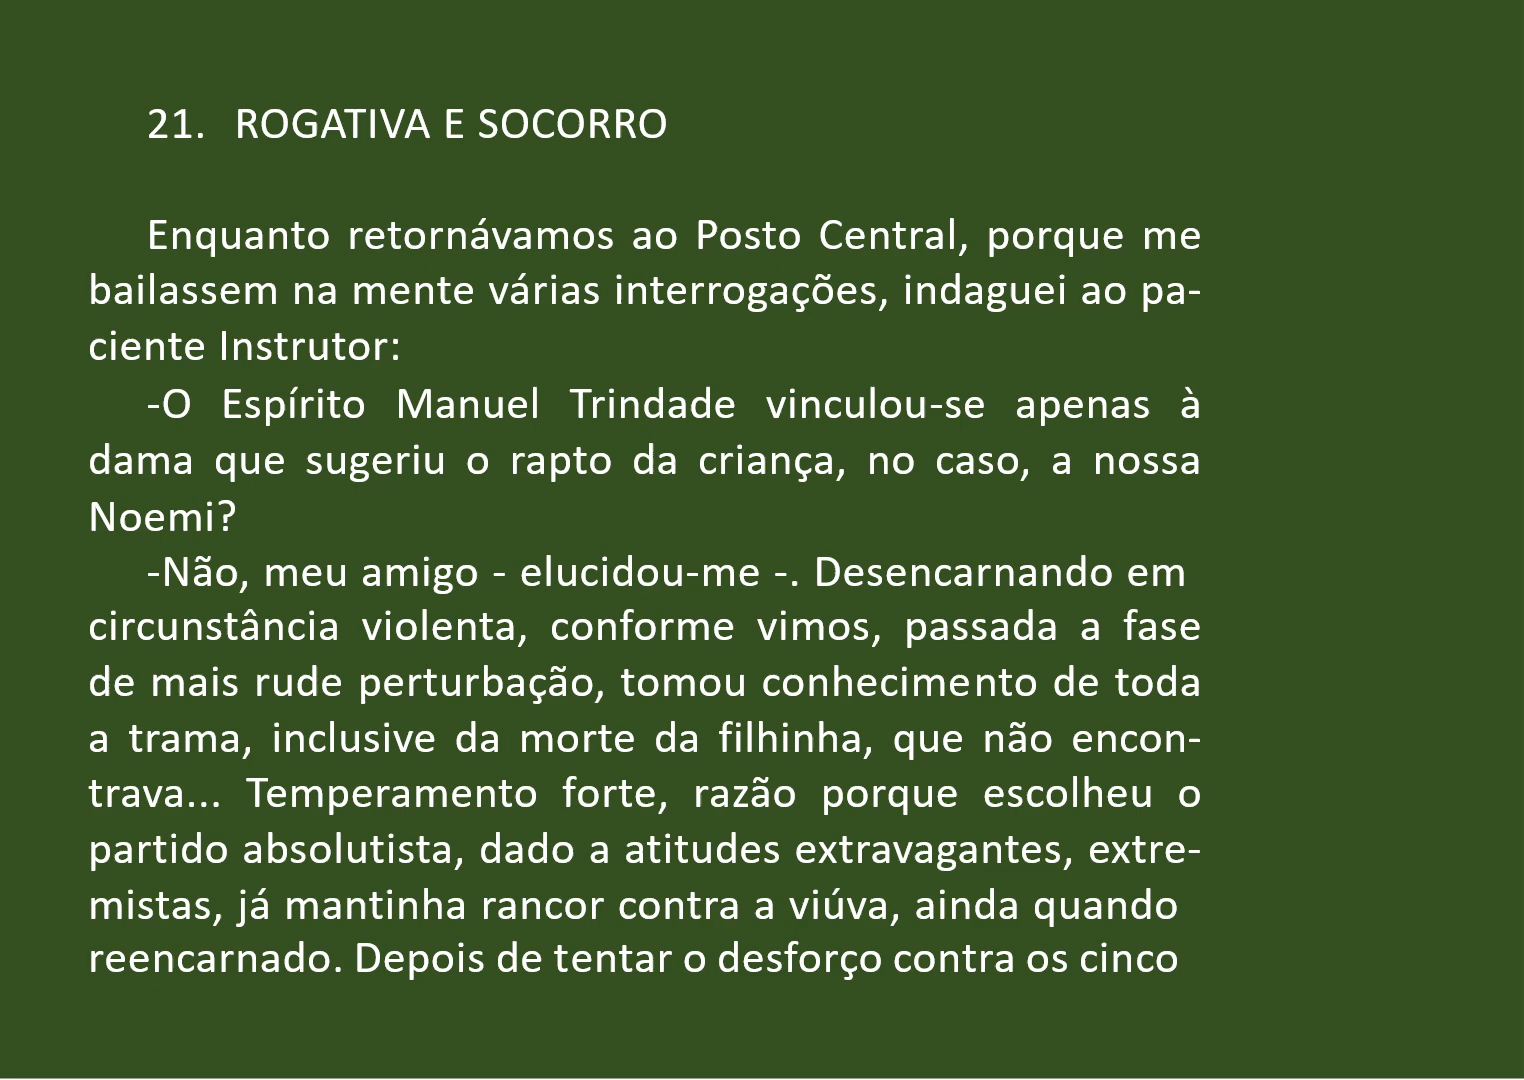 21. ROGATIVA E SOCORRO
Enquanto retornávamos ao Posto Central, porque me
bailassem na mente várias interrogações, indaguei ao pa-
ciente Instrutor:
-O Espírito Manuel Trindade vinculou-se apenas à
dama que sugeriu o rapto da criança, no caso, a nossa
Noemi?
-Não, meu amigo - elucidou-me -. Desencarnando em
circunstância violenta, conforme vimos, passada a fase
de mais rude perturbação, tomou conhecimento de toda
a trama, inclusive da morte da filhinha, que não encon-
trava... Temperamento forte, razão porque escolheu o
partido absolutista, dado a atitudes extravagantes, extre-
mistas, já mantinha rancor contra a viúva, ainda quando
reencarnado. Depois de tentar o desforço contra os cinco